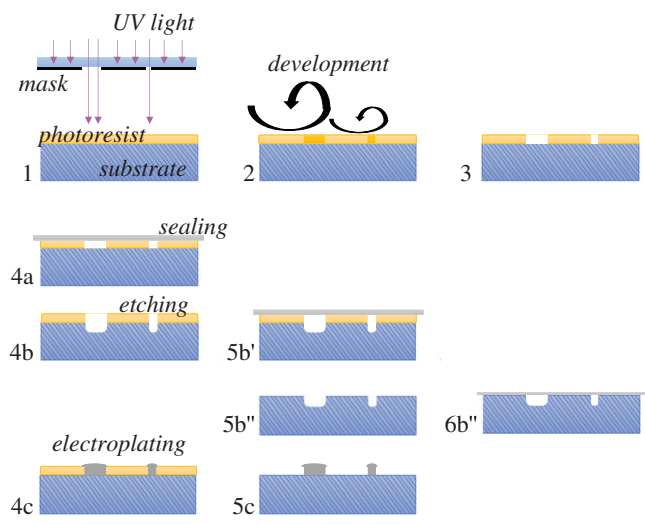 UV light
mask
development
photoresist
1
substrate
2
3
sealing
4a
etching
4b
5b'
5b"
6b"
electroplating
4c
5c